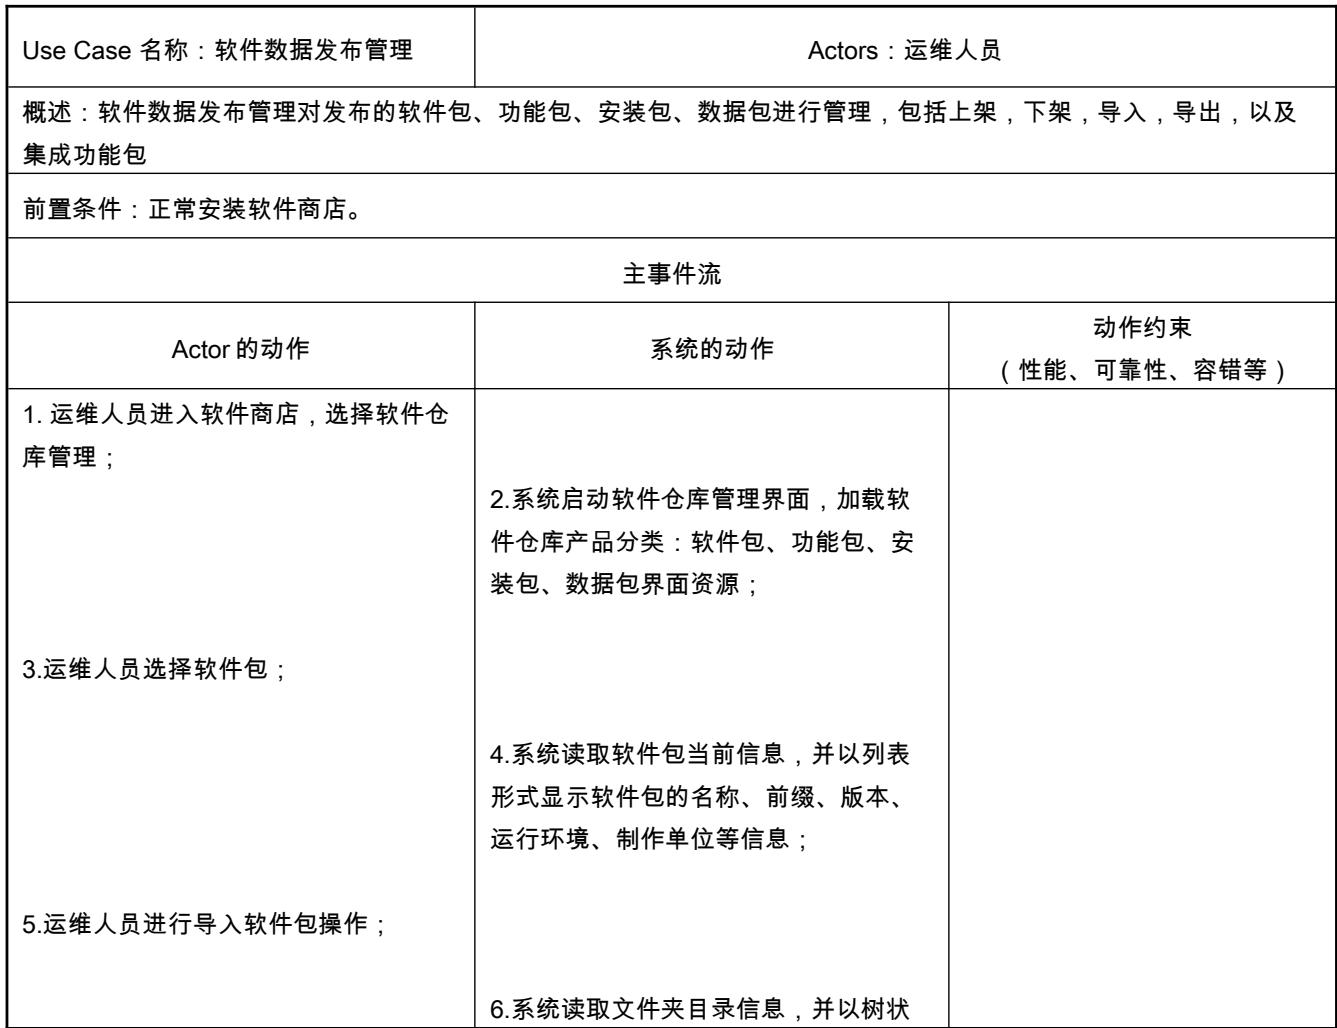 Use Case 名称：软件数据发布管理
Actors：运维人员
概述：软件数据发布管理对发布的软件包、功能包、安装包、数据包进行管理，包括上架，下架，导入，导出，以及
集成功能包
前置条件：正常安装软件商店。
主事件流
Actor 的动作
系统的动作
动作约束
（性能、可靠性、容错等）
1. 运维人员进入软件商店，选择软件仓
库管理；
2.系统启动软件仓库管理界面，加载软
件仓库产品分类：软件包、功能包、安
装包、数据包界面资源；
3.运维人员选择软件包；
4.系统读取软件包当前信息，并以列表
形式显示软件包的名称、前缀、版本、
运行环境、制作单位等信息；
5.运维人员进行导入软件包操作；
6.系统读取文件夹目录信息，并以树状